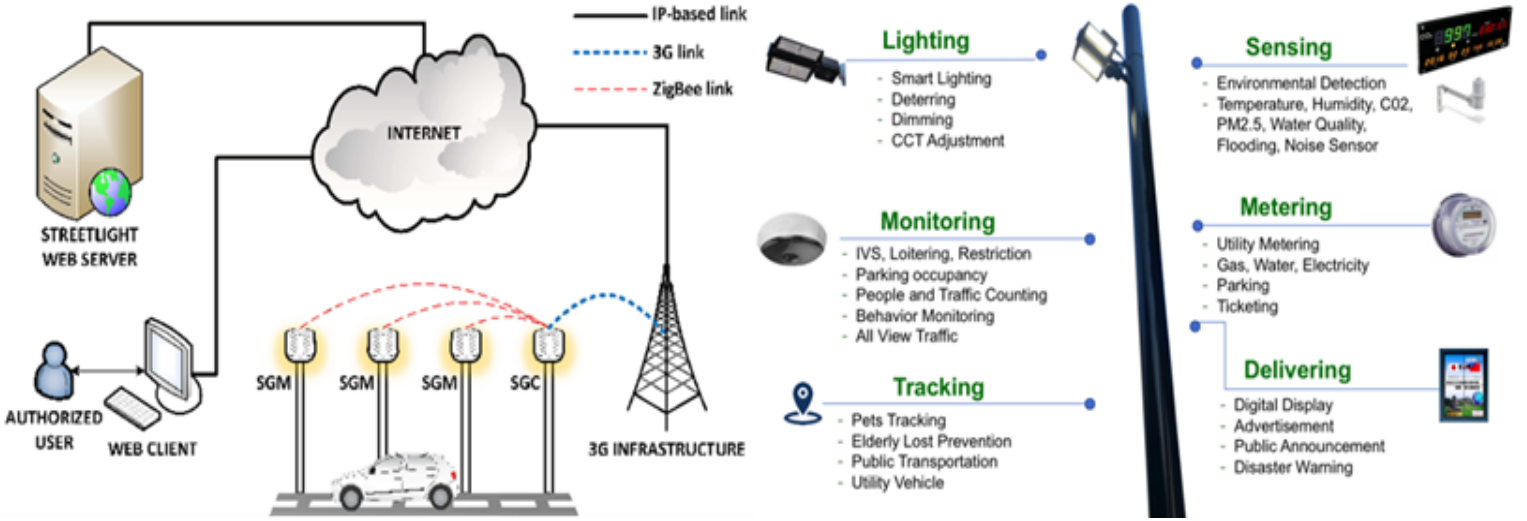 IP-based link
3G link
ZigBee link
INTERNET
STREETLIGHT
WEB SERVER
SGM
SGM
SGM
SGC
AUTHORIZED
USER
WEB CLIENT
3G INFRASTRUCTURE
Lighting
- Smart Lighting
- Deterring
- Dimming
- CCT Adjustment
Monitoring
- IVS, Loitering, Restriction
- Parking occupancy
- People and Traffic Counting
- Behavior Monitoring
- All View Traffic
Tracking
- Pets Tracking
- Elderly Lost Prevention
- Public Transportation
- Utility Vehicle
Sensing
- Environmental Detection
- Temperature, Humidity, C02,
PM2.5, Water Quality,
Flooding, Noise Sensor
Metering
- Utility Metering
- Gas, Water, Electricity
- Parking
- Ticketing
Delivering
- Digital Display
- Advertisement
- Public Announcement
- Disaster Warning